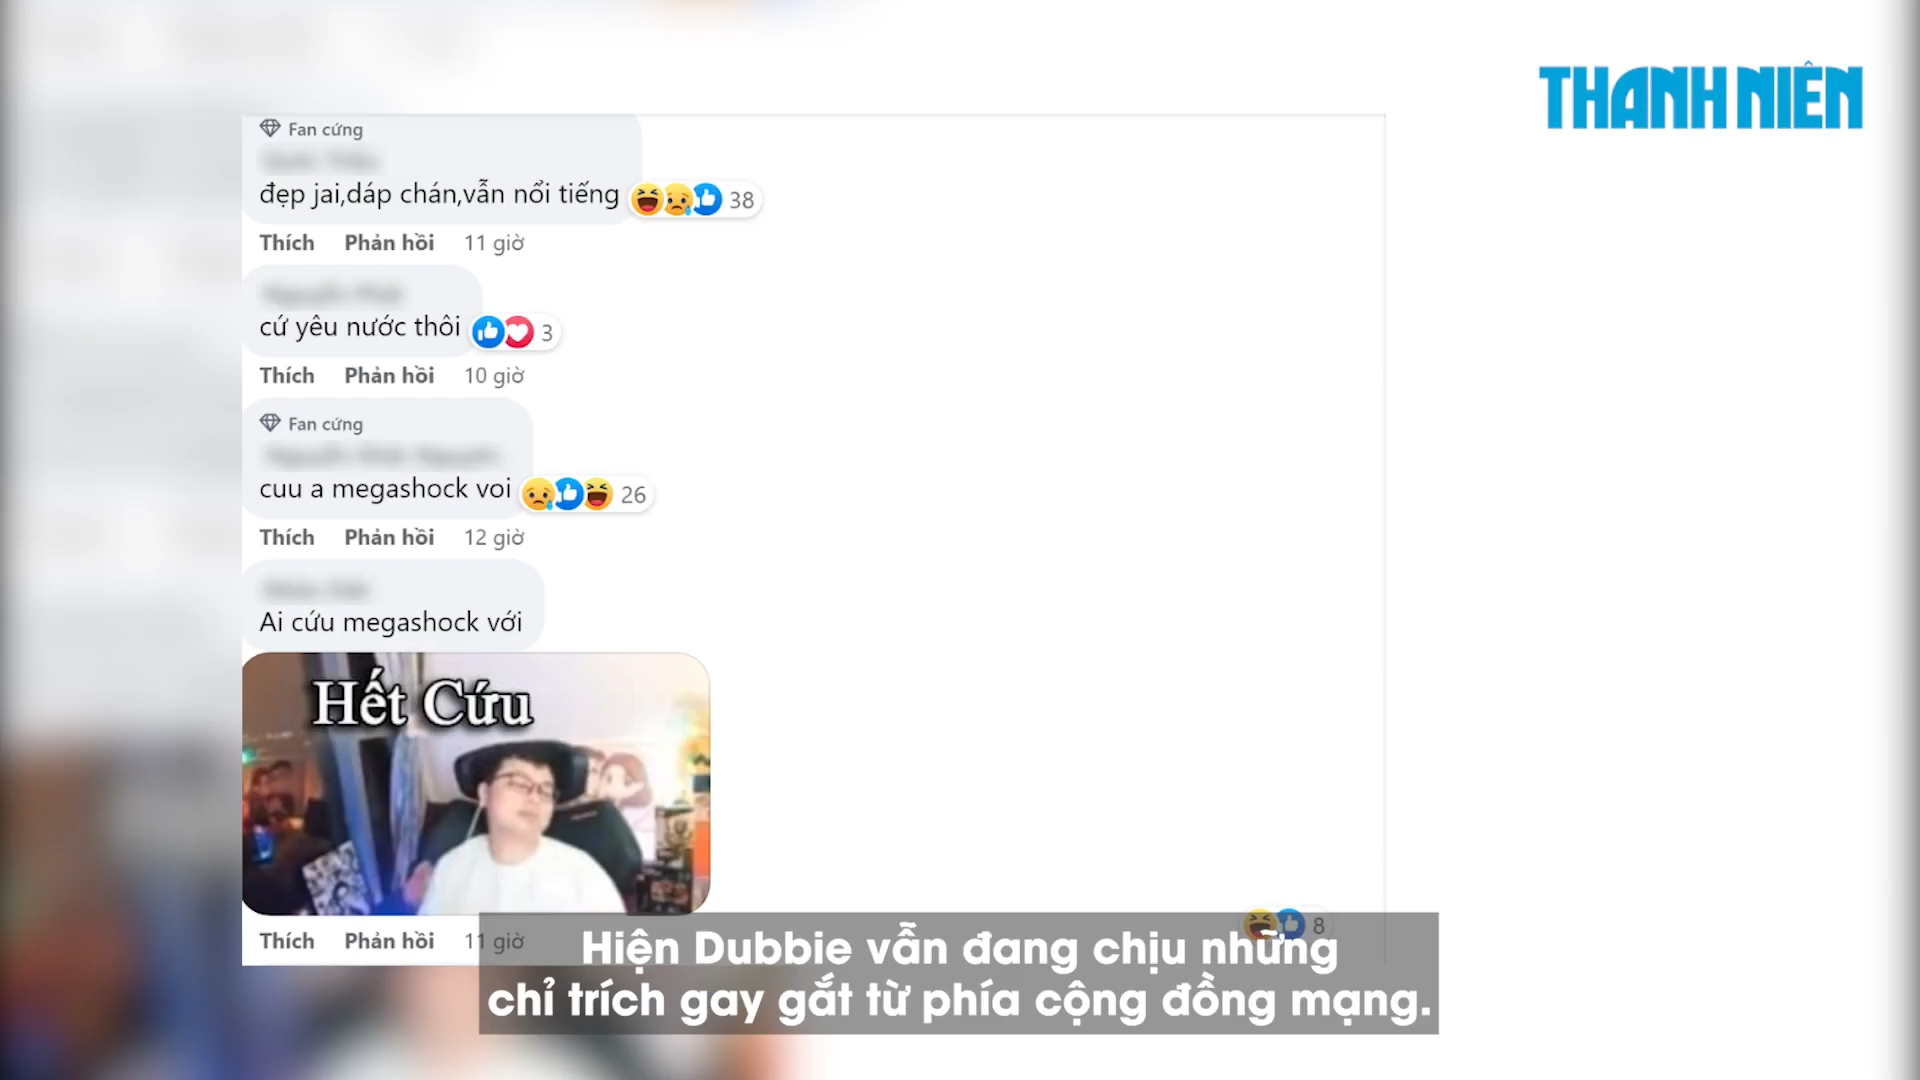 THANH NIÊN
Fan cứng
đẹp jai,dáp chán,vẫn nổi tiếng
38
Thích Phản hồi 11 giờ
cứ yêu nước thôi
3
Thích Phản hồi 10 giờ
Fan cứng
cuu a megashock voi
26
Thích Phản hồi 12 giờ
Ai cứu megashock với
Hết Cứu
8
Thích Phản hồi 11 giờ
Hiện Dubbie vẫn đang chịu những
chỉ trích gay gắt từ phía cộng đồng mạng.